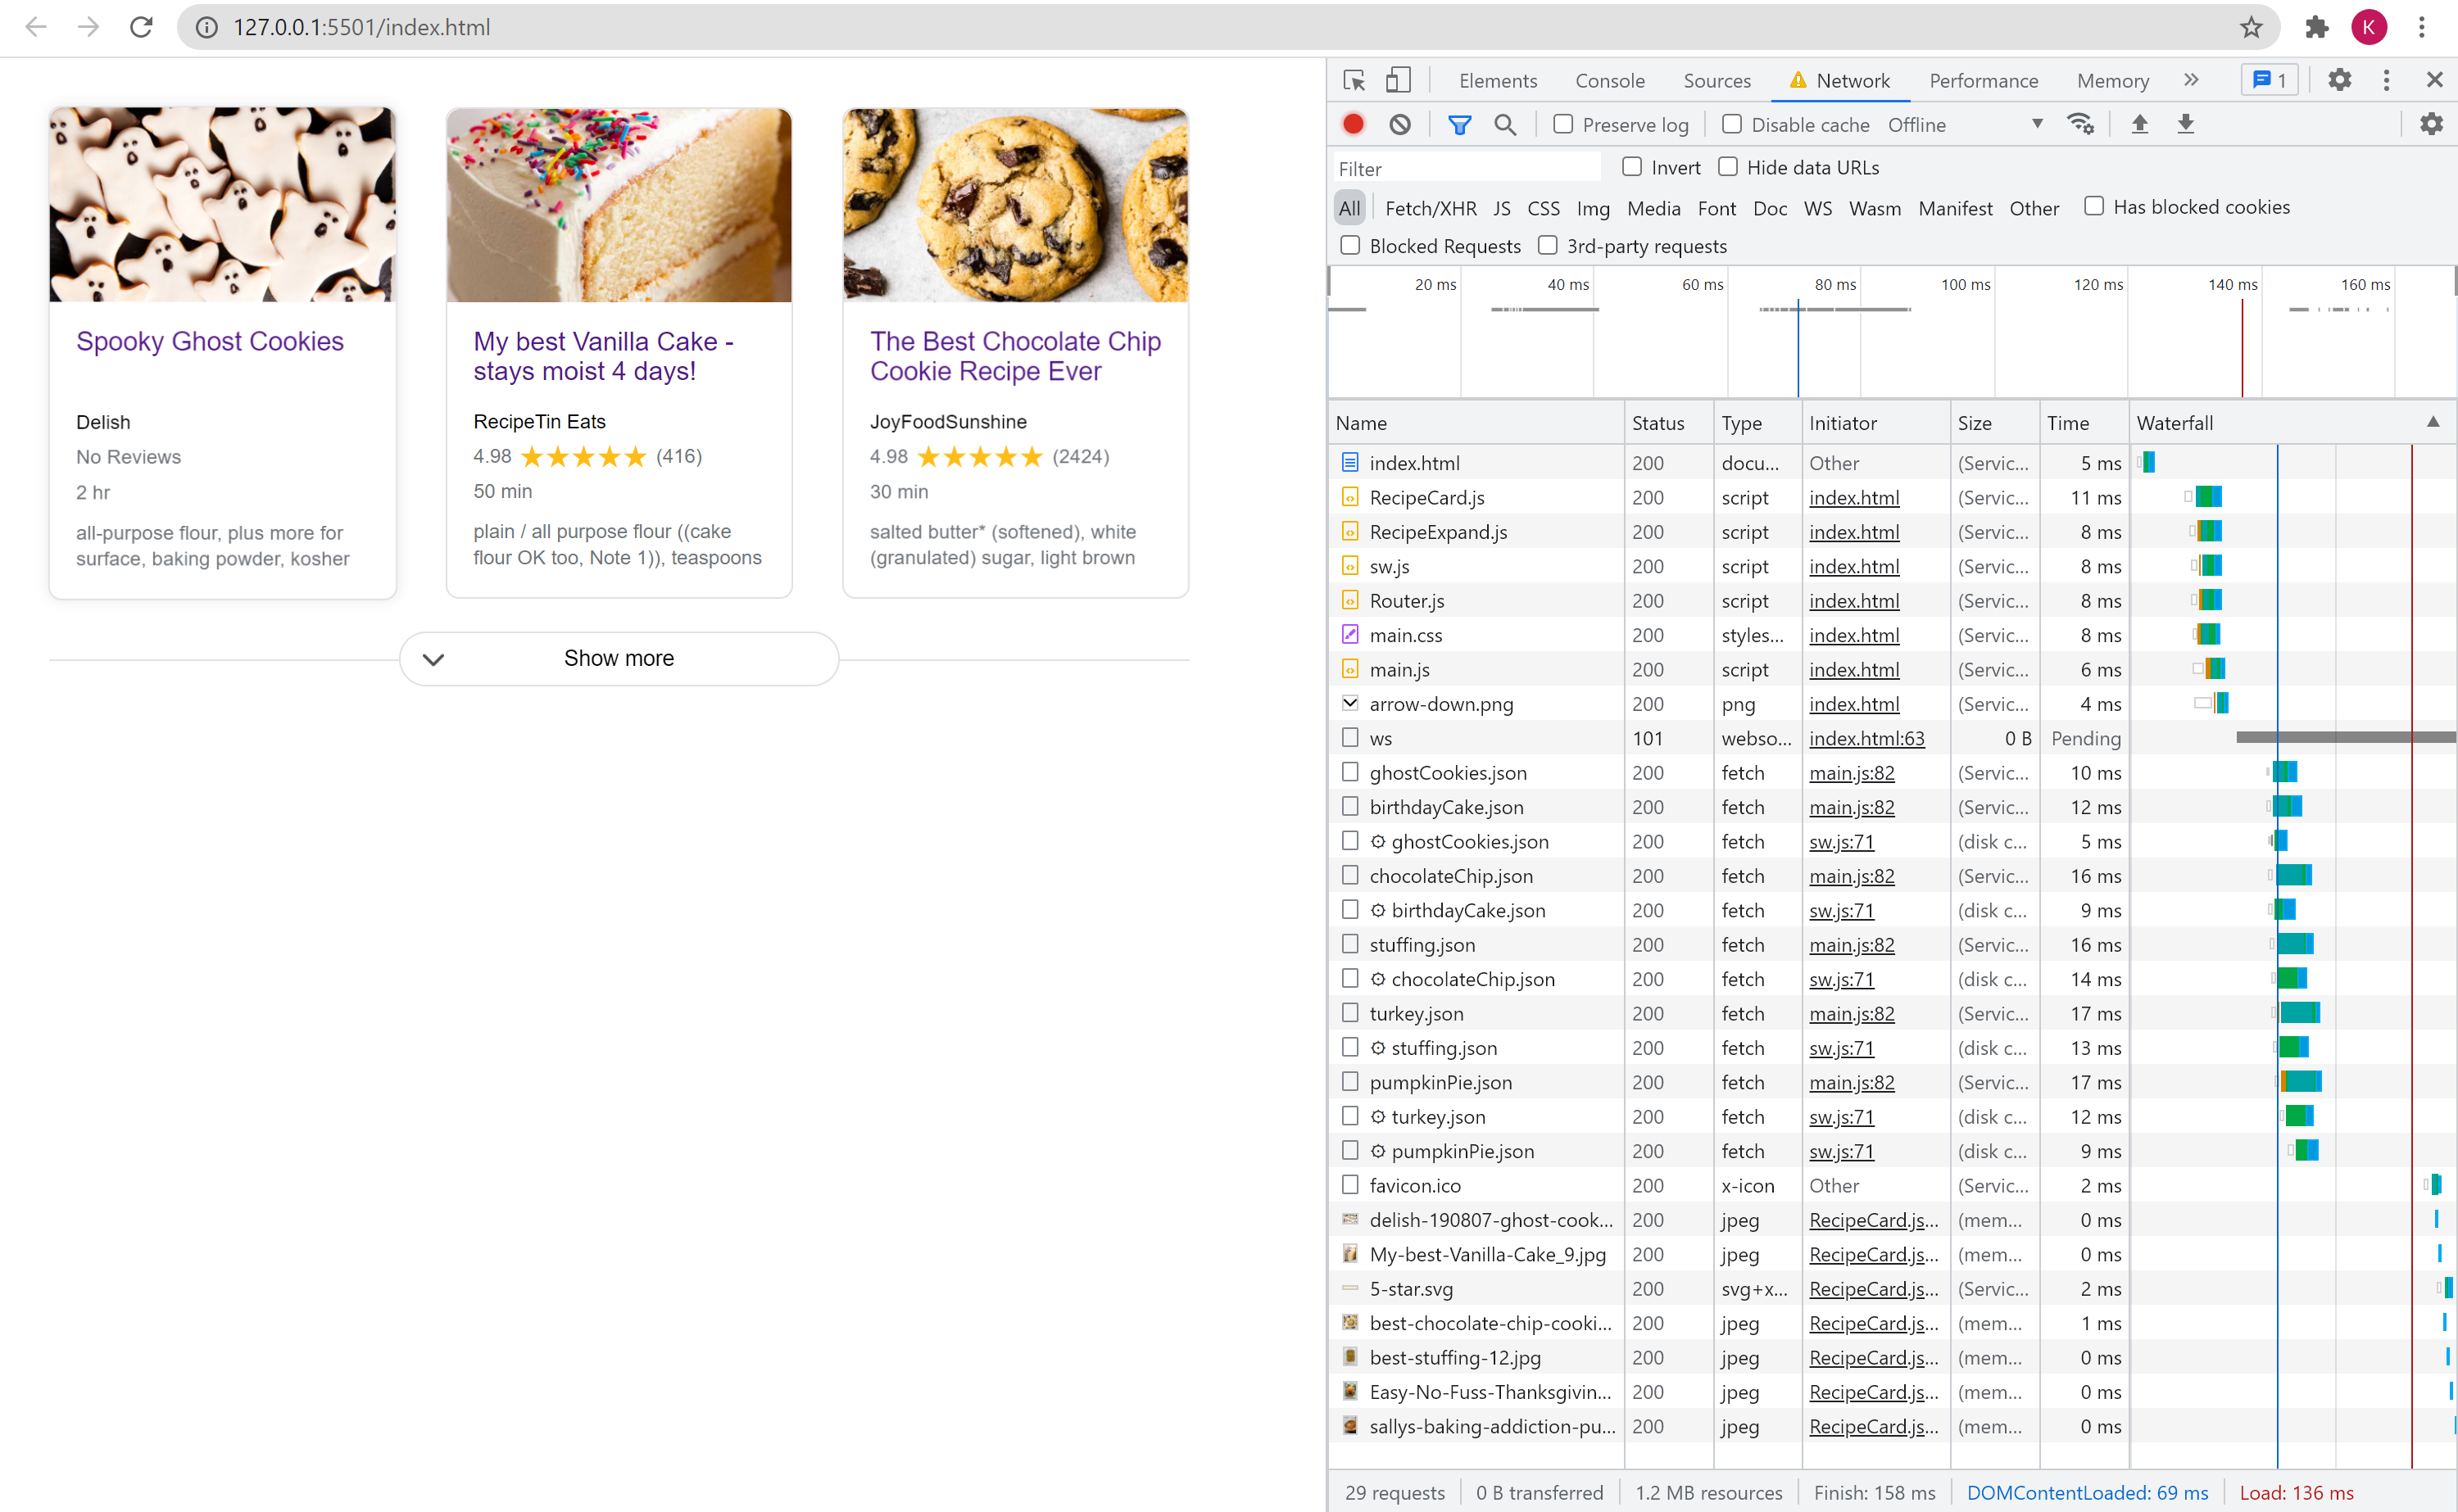 127.0.0.1:5501/index.html
K
Spooky Ghost Cookies
Delish
No Reviews
2 hr
all-purpose flour, plus more for
surface, baking powder, kosher
My best Vanilla Cake -
stays moist 4 days!
RecipeTin Eats
4.98 (416)
50 min
plain / all purpose flour ((cake
flour OK too, Note 1)), teaspoons
The Best Chocolate Chip
Cookie Recipe Ever
JoyFoodSunshine
4.98 (2424)
30 min
salted butter* (softened), white
(granulated) sugar, light brown
Show more
Elements Console Sources Network Performance Memory » 1
Preserve log Disable cache Offline
Filter Invert Hide data URLs
All Fetch/XHR JS CSS Img Media Font Doc WS Wasm Manifest Other Has blocked cookies
Blocked Requests 3rd-party requests
20 ms 40 ms 60 ms 80 ms 100 ms 120 ms 140 ms 160 ms
Name Status Type Initiator Size Time Waterfall
index.html 200 docu... Other (Servic... 5 ms
RecipeCard.js 200 script index.html (Servic... 11 ms
RecipeExpand.js 200 script index.html (Servic... 8 ms
sw.js 200 script index.html (Servic... 8 ms
Router.js 200 script index.html (Servic... 8 ms
main.css 200 styles... index.html (Servic... 8 ms
main.js 200 script index.html (Servic... 6 ms
arrow-down.png 200 png index.html (Servic... 4 ms
ws 101 webso... index.html:63 0 B Pending
ghostCookies.json 200 fetch main.js:82 (Servic... 10 ms
birthdayCake.json 200 fetch main.js:82 (Servic... 12 ms
ghostCookies.json 200 fetch sw.js:71 (disk c... 5 ms
chocolateChip.json 200 fetch main.js:82 (Servic... 16 ms
birthdayCake.json 200 fetch sw.js:71 (disk c... 9 ms
stuffing.json 200 fetch main.js:82 (Servic... 16 ms
chocolateChip.json 200 fetch sw.js:71 (disk c... 14 ms
turkey.json 200 fetch main.js:82 (Servic... 17 ms
stuffing.json 200 fetch sw.js:71 (disk c... 13 ms
pumpkinPie.json 200 fetch main.js:82 (Servic... 17 ms
turkey.json 200 fetch sw.js:71 (disk c... 12 ms
pumpkinPie.json 200 fetch sw.js:71 (disk c... 9 ms
favicon.ico 200 x-icon Other (Servic... 2 ms
delish-190807-ghost-cook... 200 jpeg RecipeCard.js... (mem... 0 ms
My-best-Vanilla-Cake_9.jpg 200 jpeg RecipeCard.js... (mem... 0 ms
5-star.svg 200 svg+x... RecipeCard.js... (Servic... 2 ms
best-chocolate-chip-cooki... 200 jpeg RecipeCard.js... (mem... 1 ms
best-stuffing-12.jpg 200 jpeg RecipeCard.js... (mem... 0 ms
Easy-No-Fuss-Thanksgivin... 200 jpeg RecipeCard.js... (mem... 0 ms
sallys-baking-addiction-pu... 200 jpeg RecipeCard.js... (mem... 0 ms
29 requests 0 B transferred 1.2 MB resources Finish: 158 ms DOMContentLoaded: 69 ms Load: 136 ms